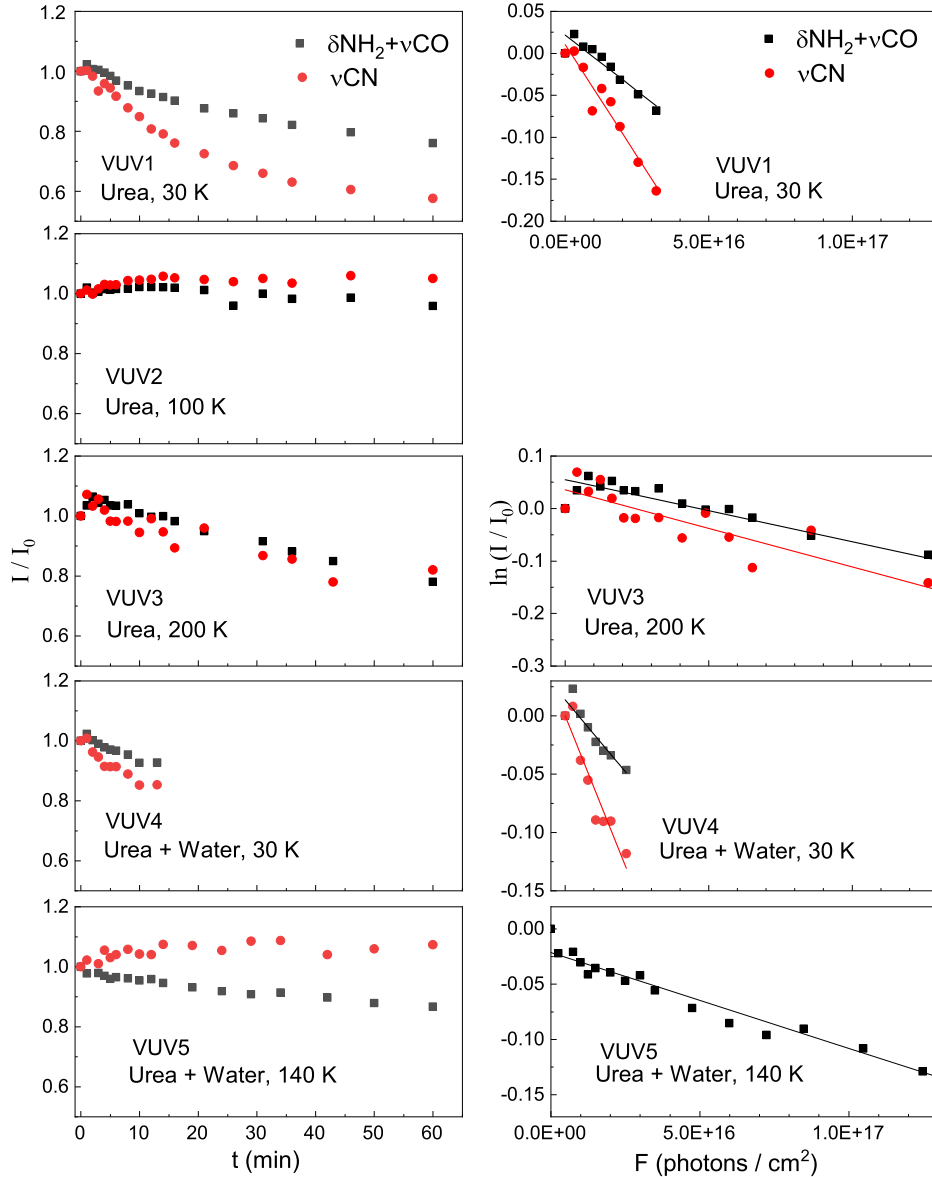 1.2
1.0
0.8
0.6
δNH₂+νCO
νCN
VUV1
Urea, 30 K
0.05
0.00
-0.05
-0.10
-0.15
-0.20
δNH₂+νCO
νCN
VUV1
Urea, 30 K
0.0E+00 5.0E+16 1.0E+17
1.2
1.0
0.8
0.6
VUV2
Urea, 100 K
1.2
1.0
0.8
0.6
I / I₀
VUV3
Urea, 200 K
0.1
0.0
-0.1
-0.2
-0.3
ln (I / I₀)
VUV3
Urea, 200 K
1.2
1.0
0.8
0.6
VUV4
Urea + Water, 30 K
0.00
-0.05
-0.10
-0.15
VUV4
Urea + Water, 30 K
1.2
1.0
0.8
0.6
VUV5
Urea + Water, 140 K
0 10 20 30 40 50 60
t (min)
0.00
-0.05
-0.10
-0.15
VUV5
Urea + Water, 140 K
0.0E+00 5.0E+16 1.0E+17
F (photons / cm²)